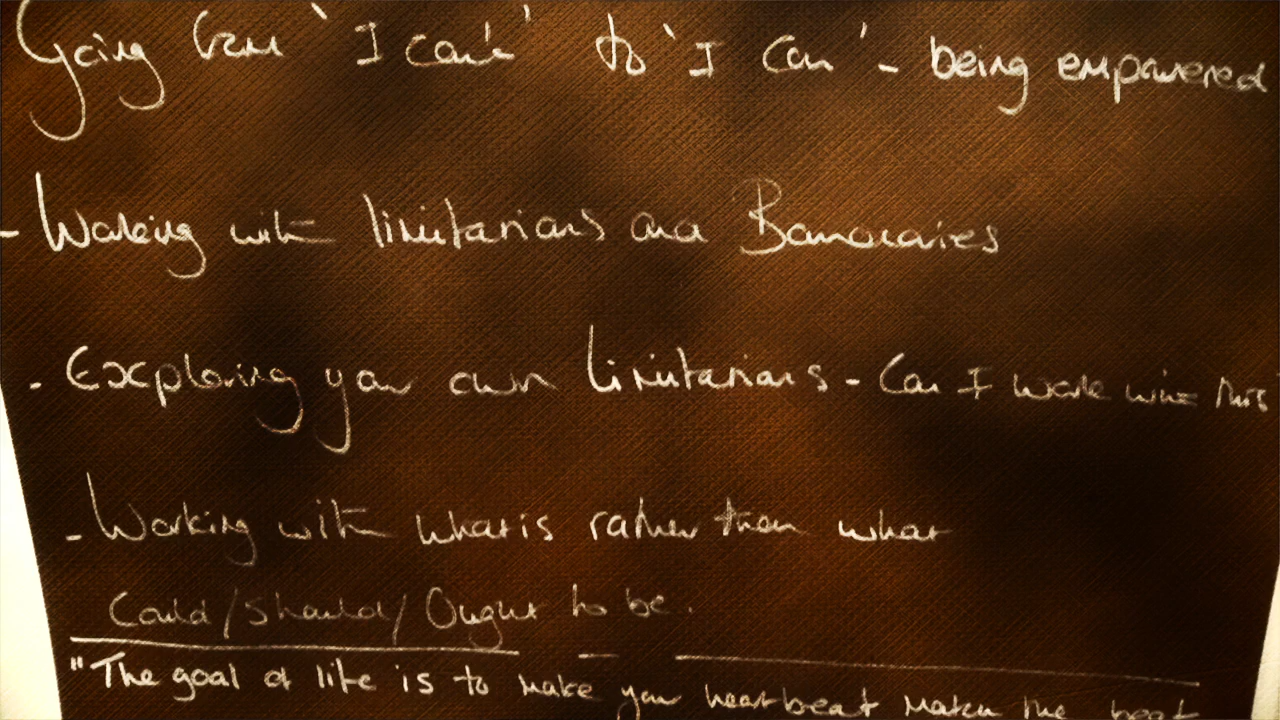 Going from 'I can't' to 'I can' - being empowered
- Working with limitations and Boundaries
- Exploring your own limitations - Can I work with this
- Working with what is rather than what
Could/Should/Ought to be.
"The goal of life is to make your heartbeat match the beat